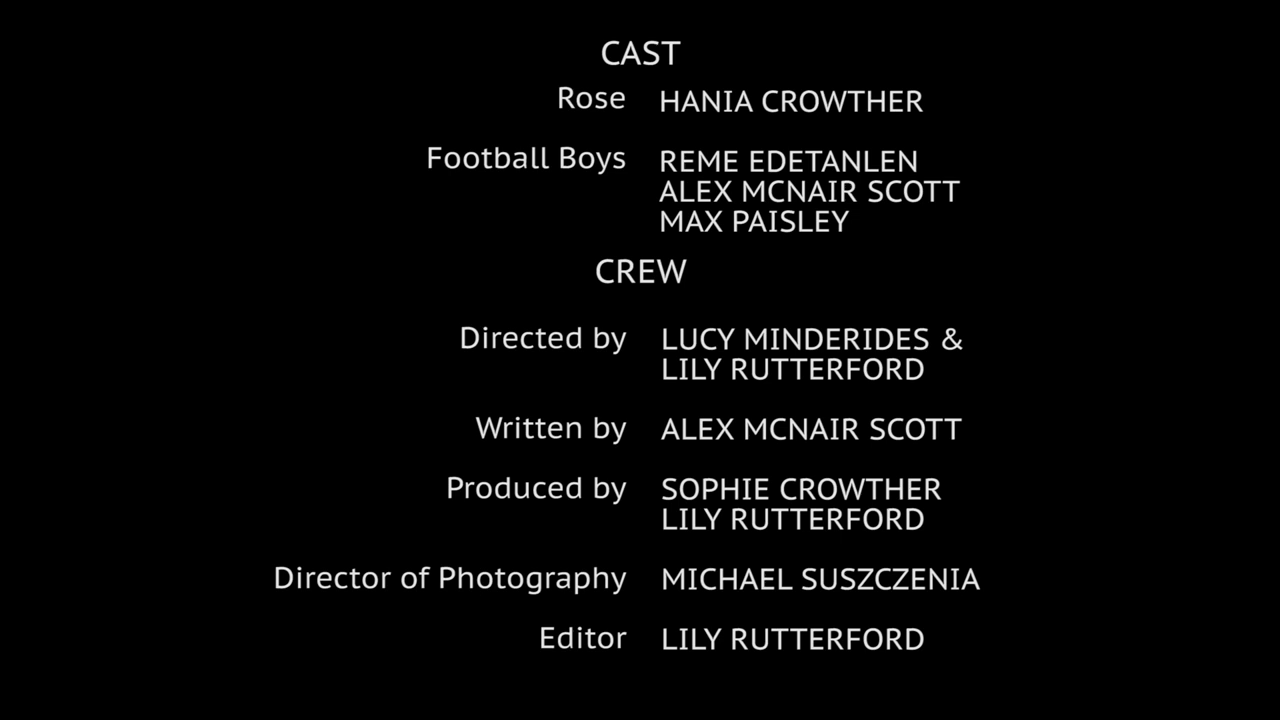 CAST
Rose HANIA CROWTHER
Football Boys REME EDETANLEN
ALEX MCNAIR SCOTT
MAX PAISLEY
CREW
Directed by LUCY MINDERIDES &
LILY RUTTERFORD
Written by ALEX MCNAIR SCOTT
Produced by SOPHIE CROWTHER
LILY RUTTERFORD
Director of Photography MICHAEL SUSZCZENIA
Editor LILY RUTTERFORD